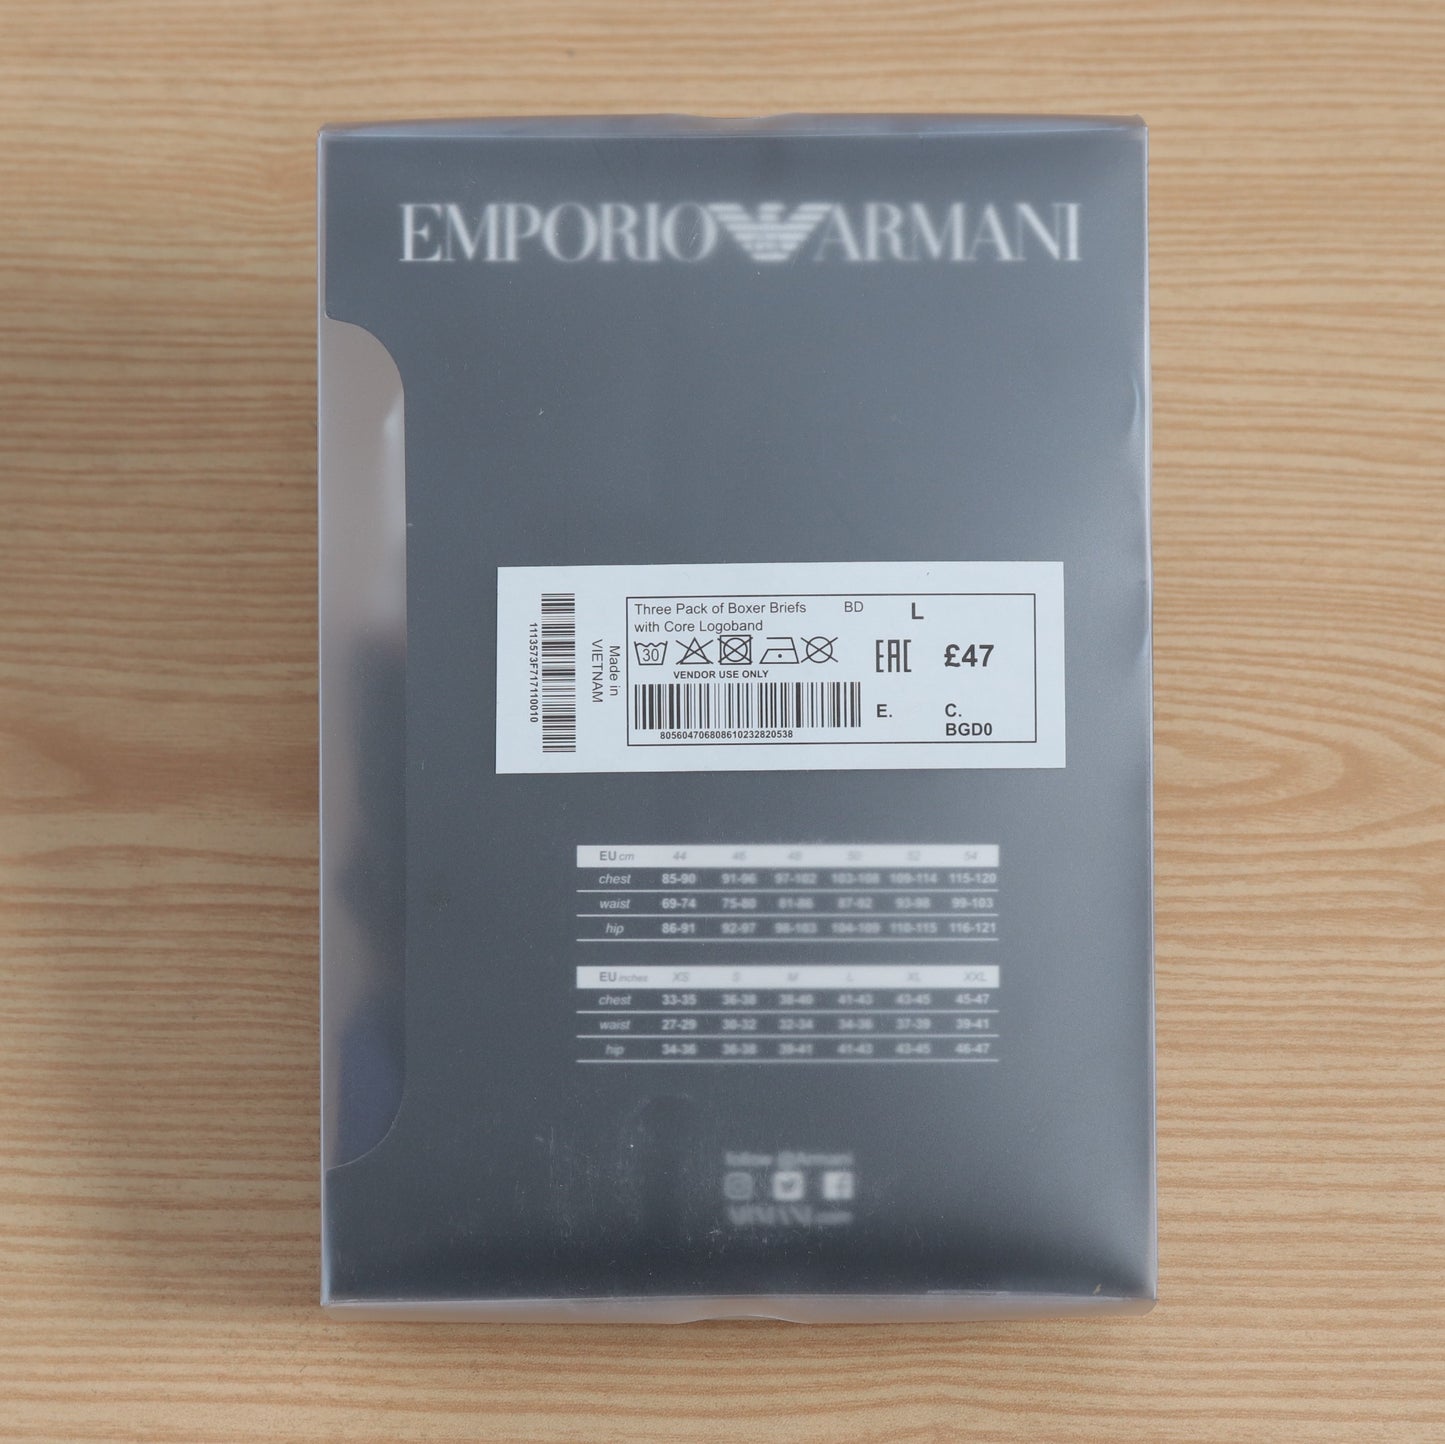 EMPORIO ARMANI
1113573F717110010
Made in
VIETNAM
Three Pack of Boxer Briefs BD L
with Core Logoband
30
VENDOR USE ONLY
EAC £47
805604706808610232820538
E. C.
BGD0
EU cm 44 46 48 50 52 54
chest 85-90 91-96 97-102 103-108 109-114 115-120
waist 69-74 75-80 81-86 87-92 93-98 99-103
hip 86-91 92-97 98-103 104-109 110-115 116-121
EU inches XS S M L XL XXL
chest 33-35 36-38 38-40 41-43 43-45 45-47
waist 27-29 30-32 32-34 34-36 37-39 39-41
hip 34-36 36-38 39-41 41-43 43-45 46-47
follow @Armani